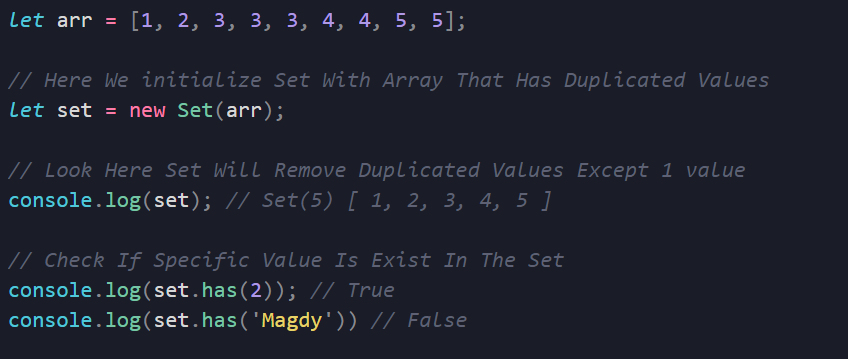 let arr = [1, 2, 3, 3, 3, 4, 4, 5, 5];
// Here We initialize Set With Array That Has Duplicated Values
let set = new Set(arr);
// Look Here Set Will Remove Duplicated Values Except 1 value
console.log(set); // Set(5) [ 1, 2, 3, 4, 5 ]
// Check If Specific Value Is Exist In The Set
console.log(set.has(2)); // True
console.log(set.has('Magdy')) // False